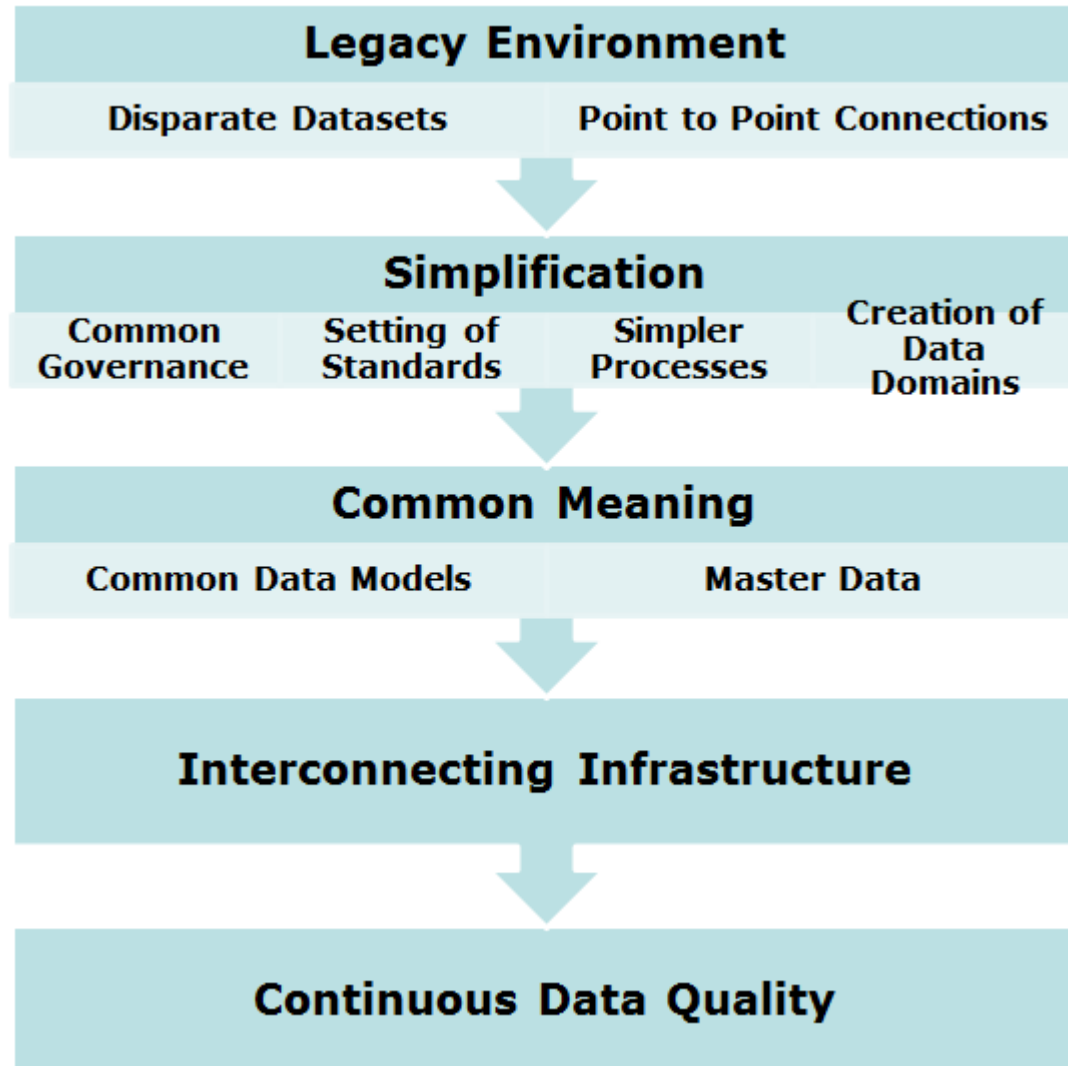 Legacy Environment
Disparate Datasets
Point to Point Connections
Simplification
Common
Governance
Setting of
Standards
Simpler
Processes
Creation of
Data
Domains
Common Meaning
Common Data Models
Master Data
Interconnecting Infrastructure
Continuous Data Quality